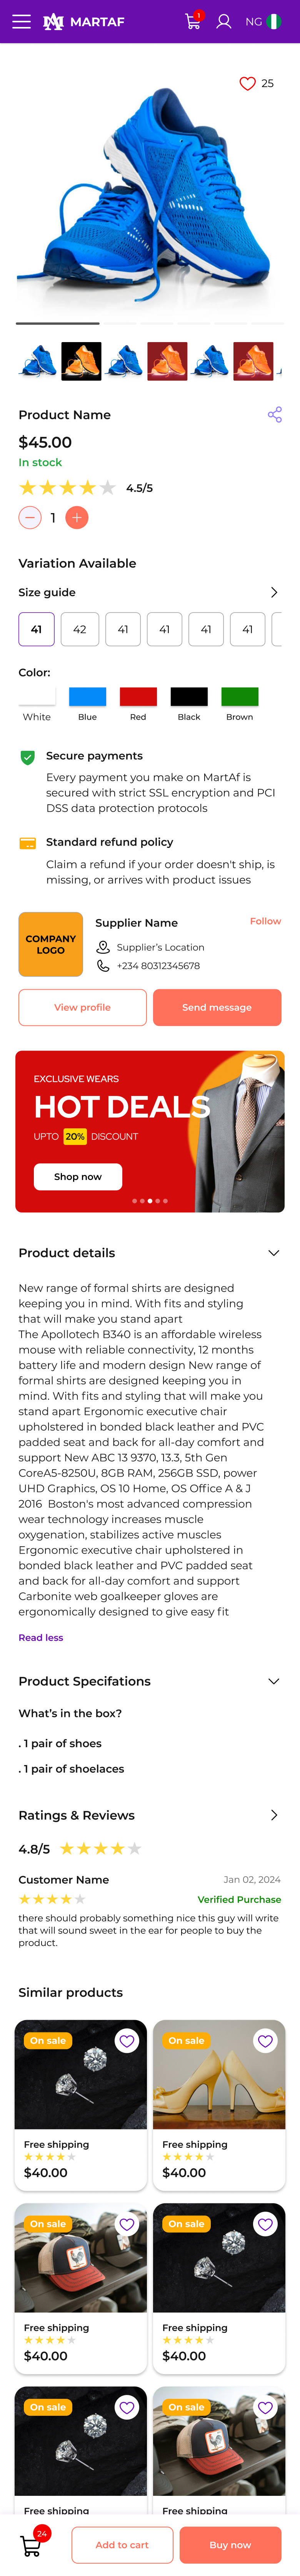 MARTAF
1
NG
25
Product Name
$45.00
In stock
4.5/5
1
Variation Available
Size guide
41 42 41 41 41 41
Color:
White Blue Red Black Brown
Secure payments
Every payment you make on MartAf is
secured with strict SSL encryption and PCI
DSS data protection protocols
Standard refund policy
Claim a refund if your order doesn't ship, is
missing, or arrives with product issues
COMPANY
LOGO
Supplier Name
Follow
Supplier's Location
+234 80312345678
View profile
Send message
EXCLUSIVE WEARS
HOT DEALS
UPTO 20% DISCOUNT
Shop now
Product details
New range of formal shirts are designed
keeping you in mind. With fits and styling
that will make you stand apart
The Apollotech B340 is an affordable wireless
mouse with reliable connectivity, 12 months
battery life and modern design New range of
formal shirts are designed keeping you in
mind. With fits and styling that will make you
stand apart Ergonomic executive chair
upholstered in bonded black leather and PVC
padded seat and back for all-day comfort and
support New ABC 13 9370, 13.3, 5th Gen
CoreA5-8250U, 8GB RAM, 256GB SSD, power
UHD Graphics, OS 10 Home, OS Office A & J
2016 Boston's most advanced compression
wear technology increases muscle
oxygenation, stabilizes active muscles
Ergonomic executive chair upholstered in
bonded black leather and PVC padded seat
and back for all-day comfort and support
Carbonite web goalkeeper gloves are
ergonomically designed to give easy fit
Read less
Product Specifations
What's in the box?
. 1 pair of shoes
. 1 pair of shoelaces
Ratings & Reviews
4.8/5
Customer Name
Jan 02, 2024
Verified Purchase
there should probably something nice this guy will write
that will sound sweet in the ear for people to buy the
product.
Similar products
On sale
Free shipping
$40.00
On sale
Free shipping
$40.00
On sale
Free shipping
$40.00
On sale
Free shipping
$40.00
On sale
Free shipping
On sale
Free shipping
24
Add to cart
Buy now